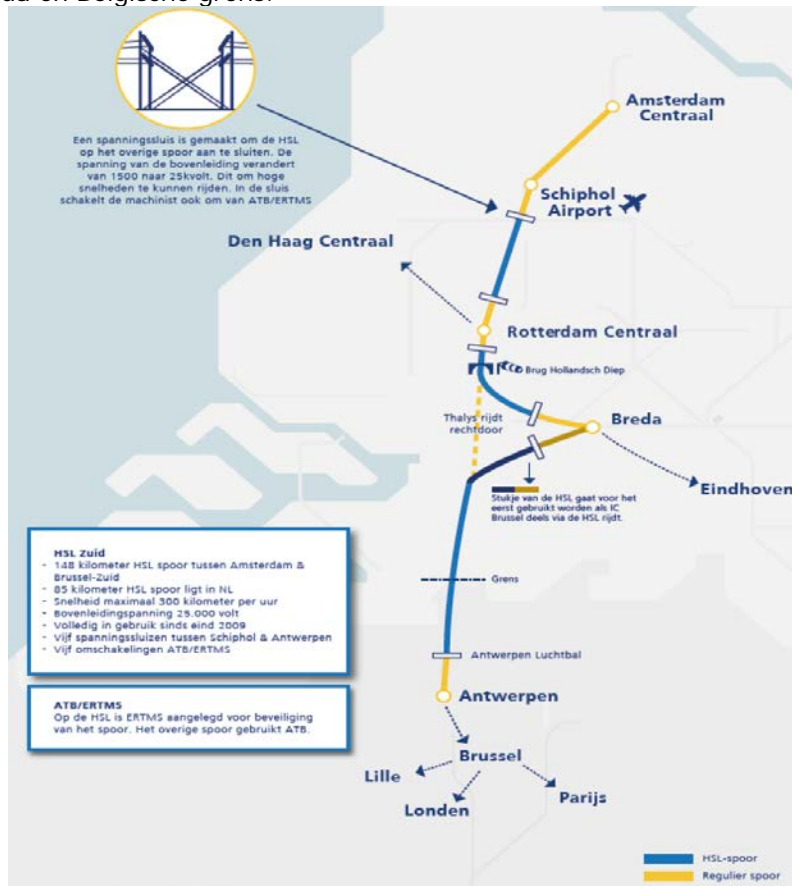 en Belgische grens.
Een spanningssluis is gemaakt om de HSL
op het overige spoor aan te sluiten. De
spanning van de bovenleiding verandert
van 1500 naar 25kvolt. Dit om hoge
snelheden te kunnen rijden. In de sluis
schakelt de machinist ook om van ATB/ERTMS
Amsterdam
Centraal
Schiphol
Airport
Den Haag Centraal
Rotterdam Centraal
Brug Hollandsch Diep
Thalys rijdt
rechtdoor
Breda
Eindhoven
Stukje van de HSL gaat voor het
eerst gebruikt worden als IC
Brussel deels via de HSL rijdt.
HSL Zuid
- 148 kilometer HSL spoor tussen Amsterdam &
Brussel-Zuid
- 85 kilometer HSL spoor ligt in NL
- Snelheid maximaal 300 kilometer per uur
- Bovenleidingspanning 25.000 volt
- Volledig in gebruik sinds eind 2009
- Vijf spanningssluizen tussen Schiphol & Antwerpen
- Vijf omschakelingen ATB/ERTMS
Grens
Antwerpen Luchtbal
ATB/ERTMS
Op de HSL is ERTMS aangelegd voor beveiliging
van het spoor. Het overige spoor gebruikt ATB.
Antwerpen
Brussel
Lille
Londen
Parijs
HSL-spoor
Regulier spoor